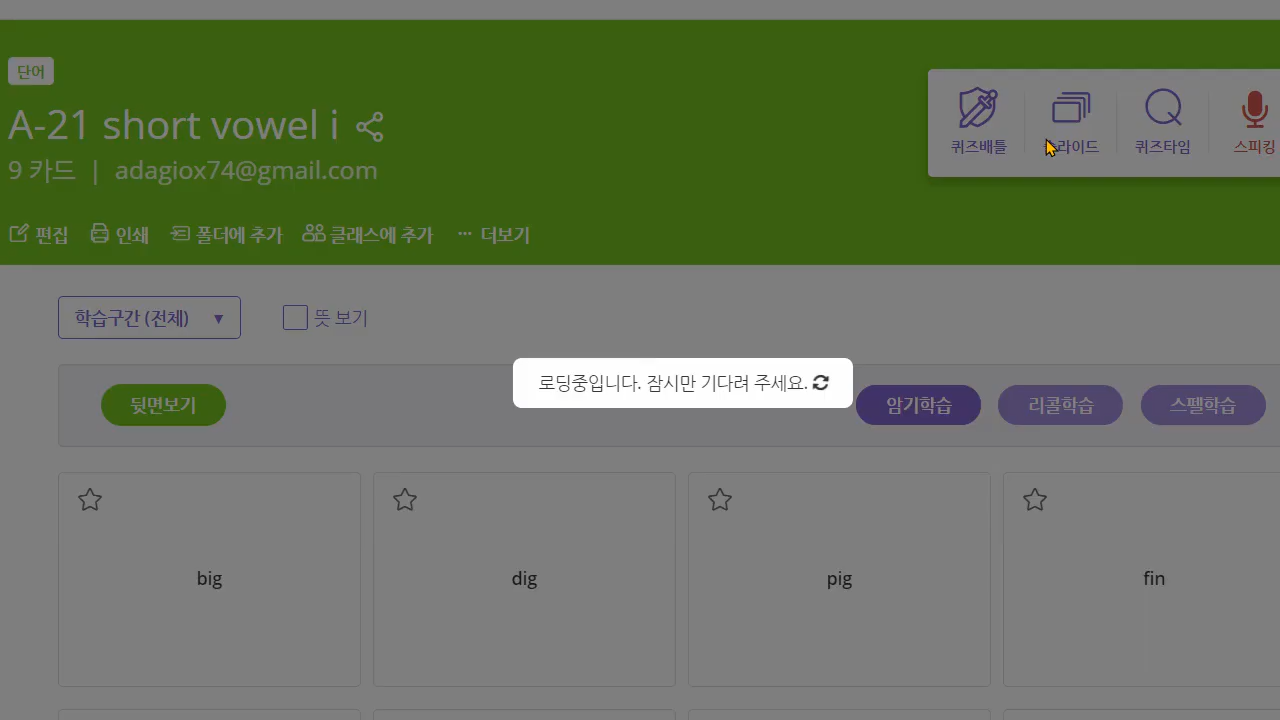 단어
A-21 short vowel i
9 카드 | adagiox74@gmail.com
편집 인쇄 폴더에 추가 클래스에 추가 ··· 더보기
퀴즈배틀 라이드 퀴즈타임 스피킹
학습구간 (전체) ▼ 뜻 보기
로딩중입니다. 잠시만 기다려 주세요.
뒷면보기 암기학습 리콜학습 스펠학습
big dig pig fin